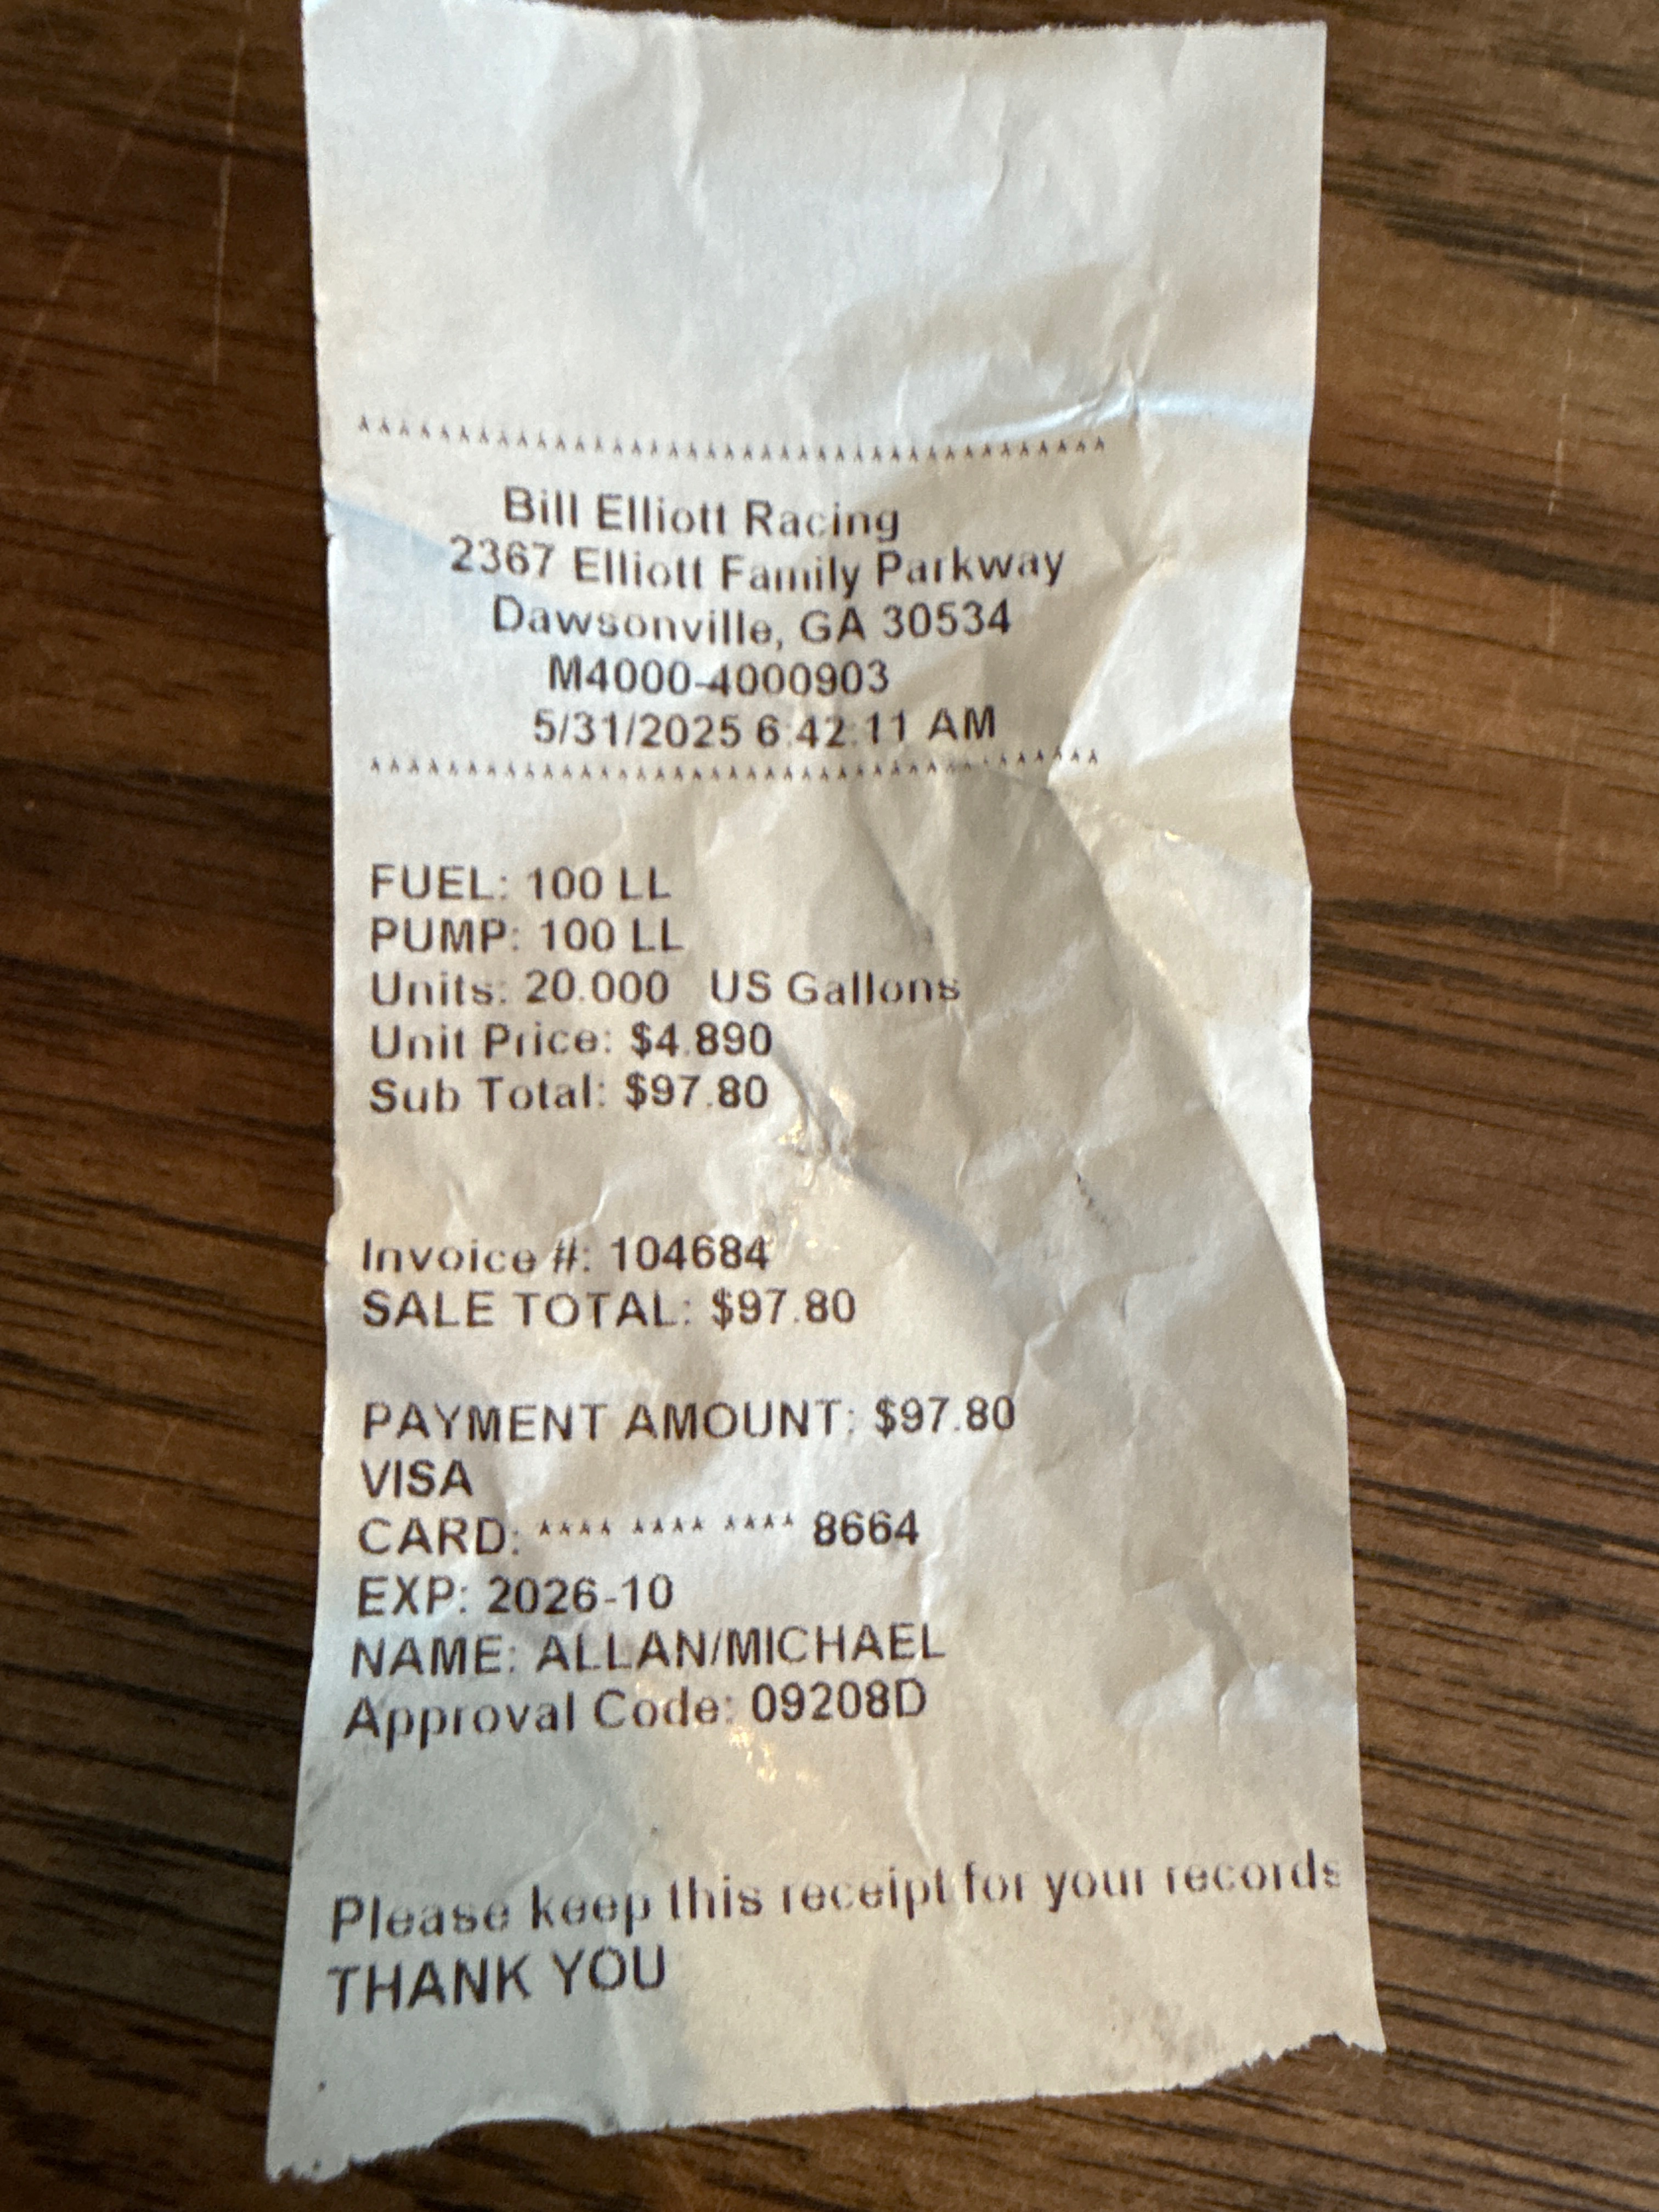 **************************************
Bill Elliott Racing
2367 Elliott Family Parkway
Dawsonville, GA 30534
M4000-4000903
5/31/2025 6:42:11 AM
**************************************
FUEL: 100 LL
PUMP: 100 LL
Units: 20.000 US Gallons
Unit Price: $4.890
Sub Total: $97.80
Invoice #: 104684
SALE TOTAL: $97.80
PAYMENT AMOUNT: $97.80
VISA
CARD: **** **** **** 8664
EXP: 2026-10
NAME: ALLAN/MICHAEL
Approval Code: 09208D
Please keep this receipt for your records
THANK YOU